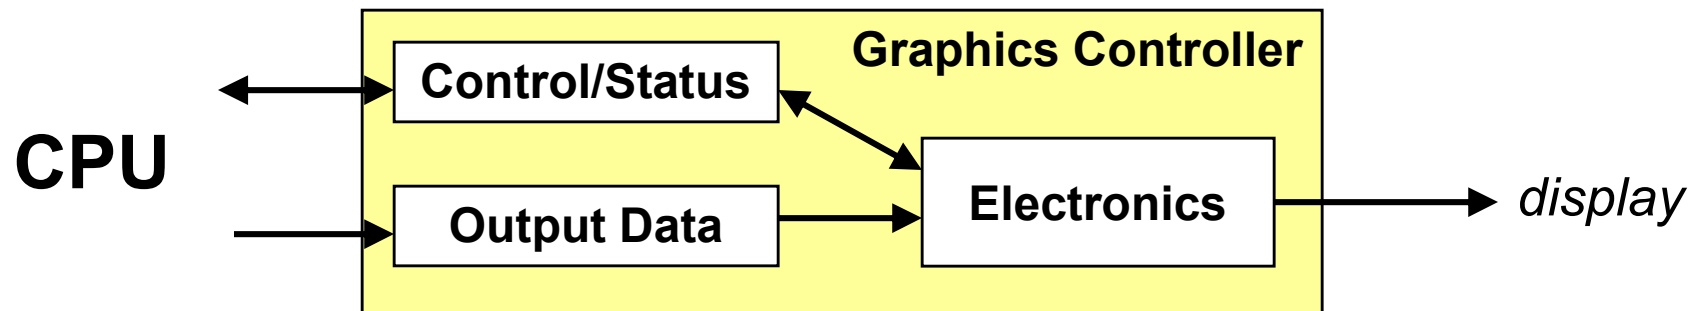 Graphics Controller
Control/Status
CPU
Output Data
Electronics
display